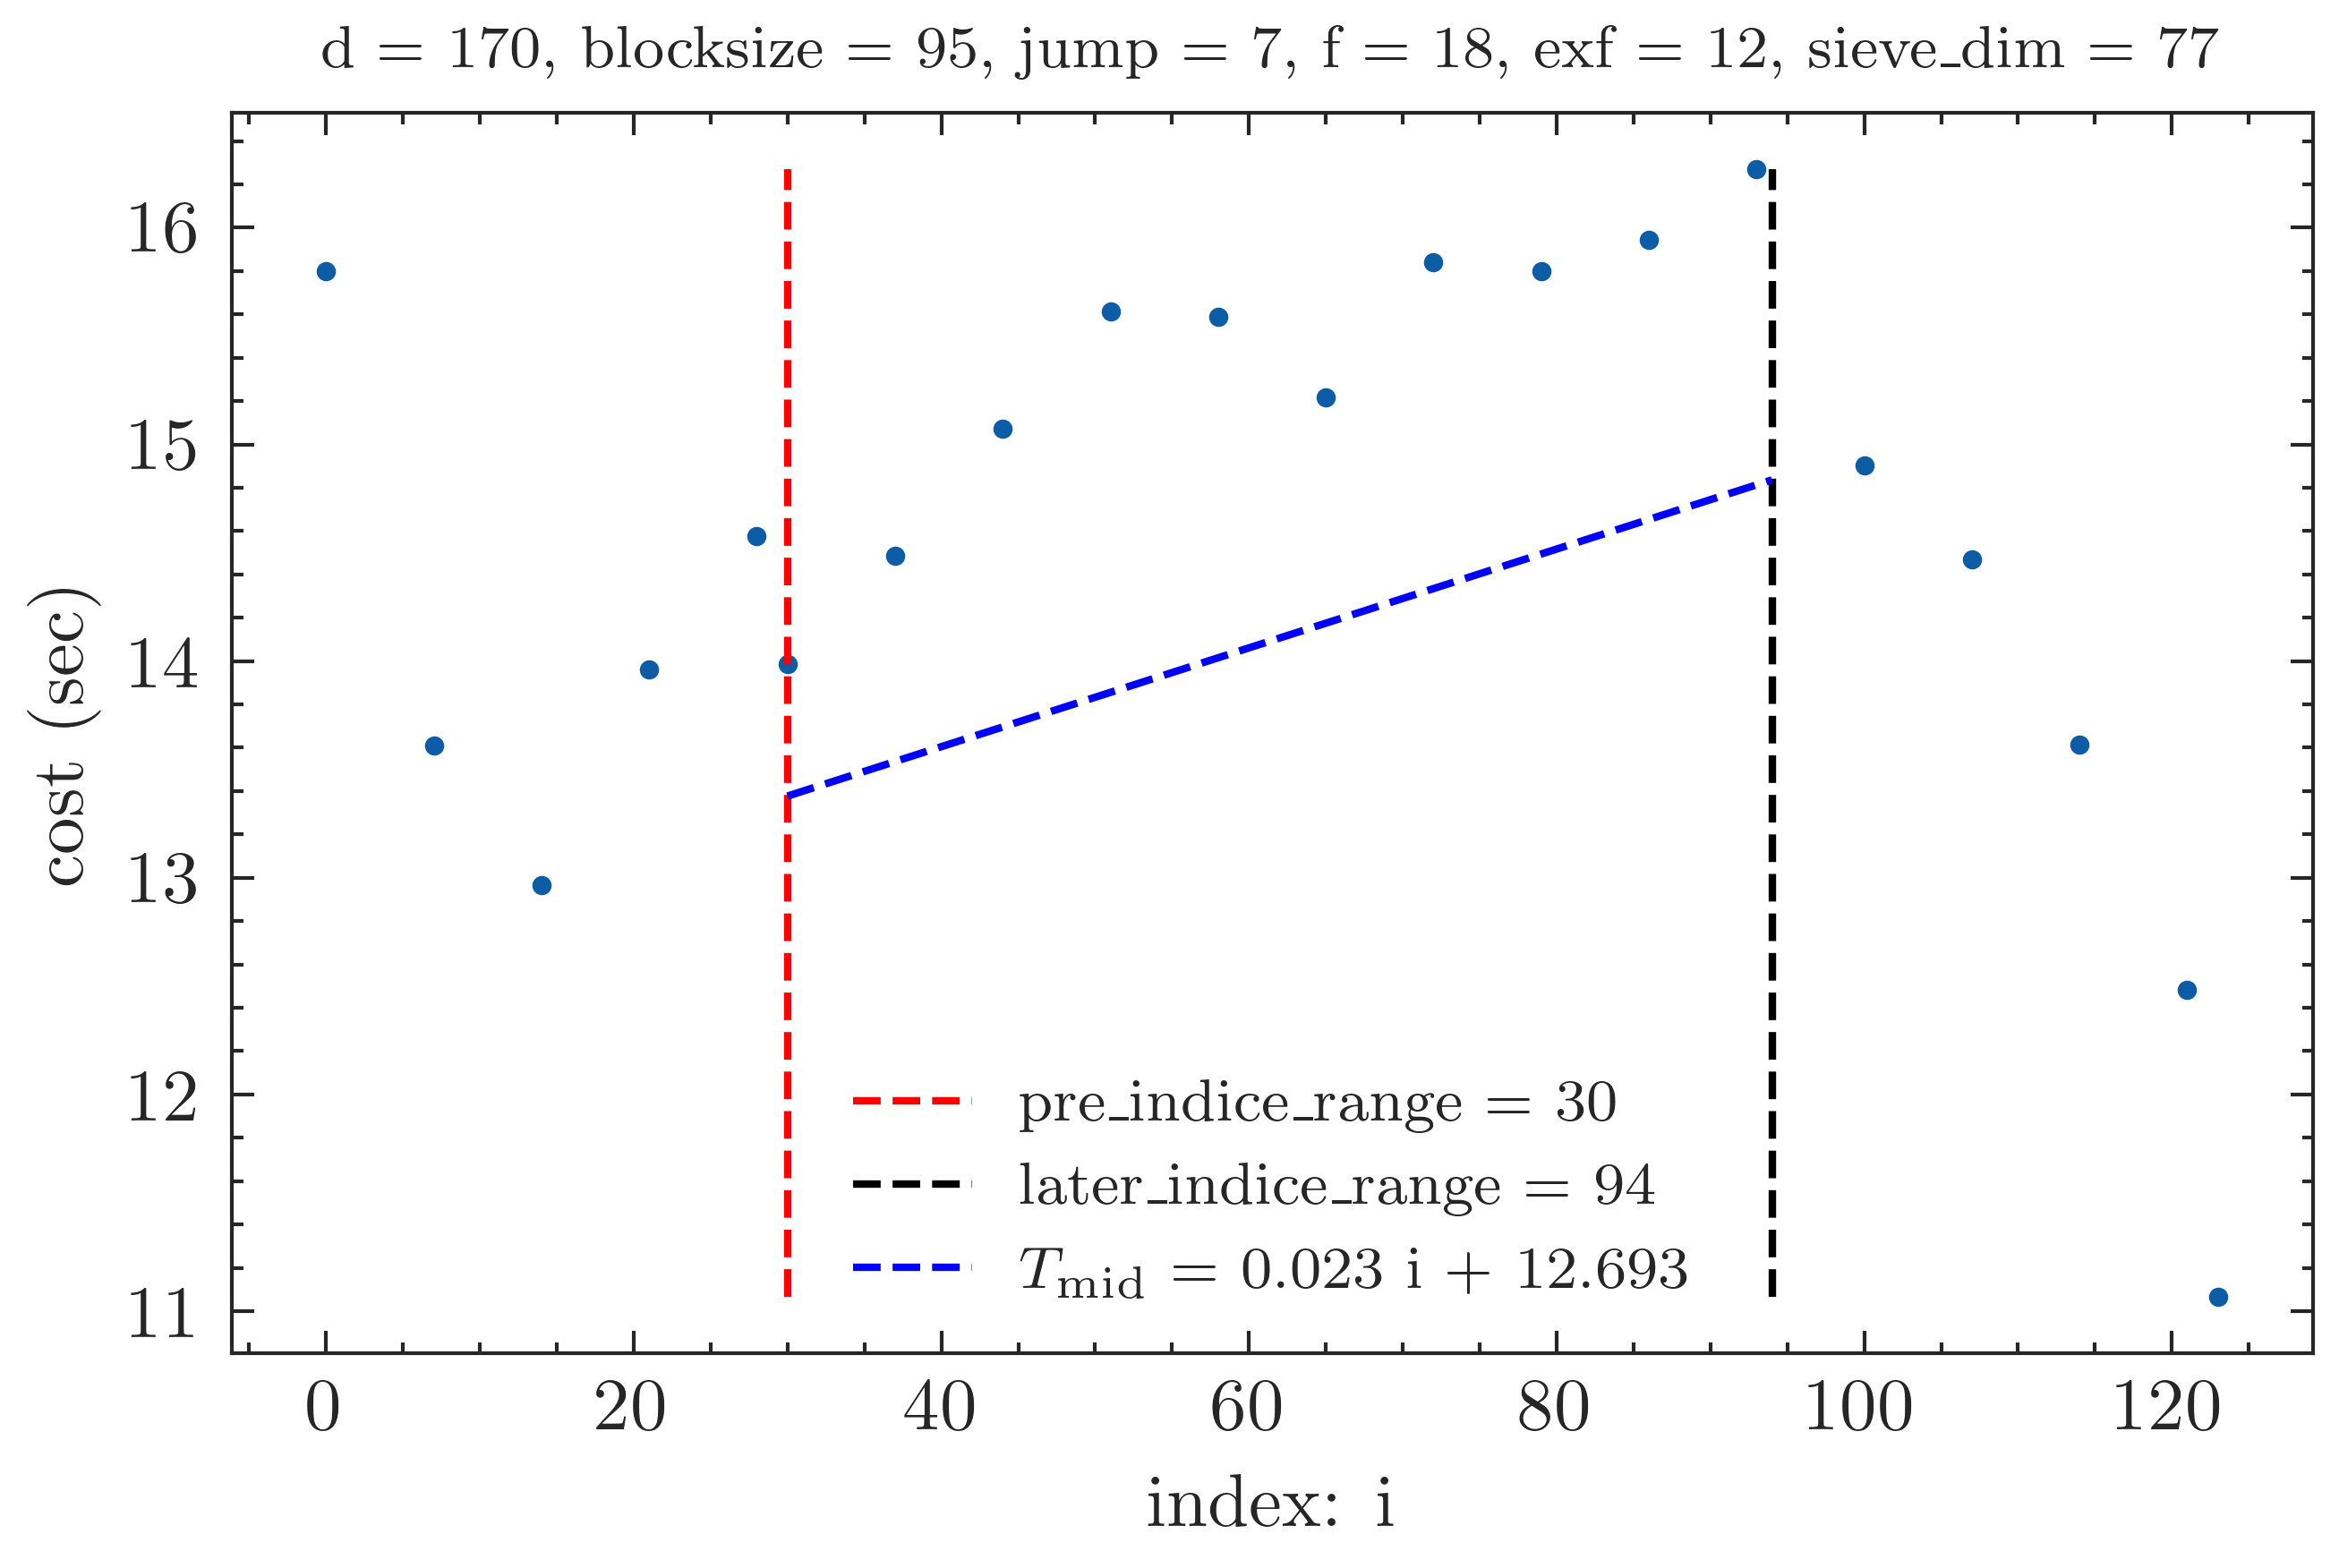 d = 170, blocksize = 95, jump = 7, f = 18, exf = 12, sieve_dim = 77
16
15
14
13
12
11
cost (sec)
pre_indice_range = 30
later_indice_range = 94
T_mid = 0.023 i + 12.693
0 20 40 60 80 100 120
index: i